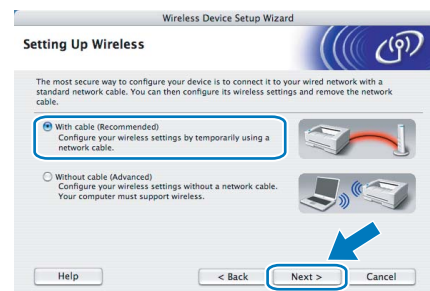 Wireless Device Setup Wizard
Setting Up Wireless
The most secure way to configure your device is to connect it to your wired network with a
standard network cable. You can then configure its wireless settings and remove the network
cable.
With cable (Recommended)
Configure your wireless settings by temporarily using a
network cable.
Without cable (Advanced)
Configure your wireless settings without a network cable.
Your computer must support wireless.
Help
< Back
Next >
Cancel